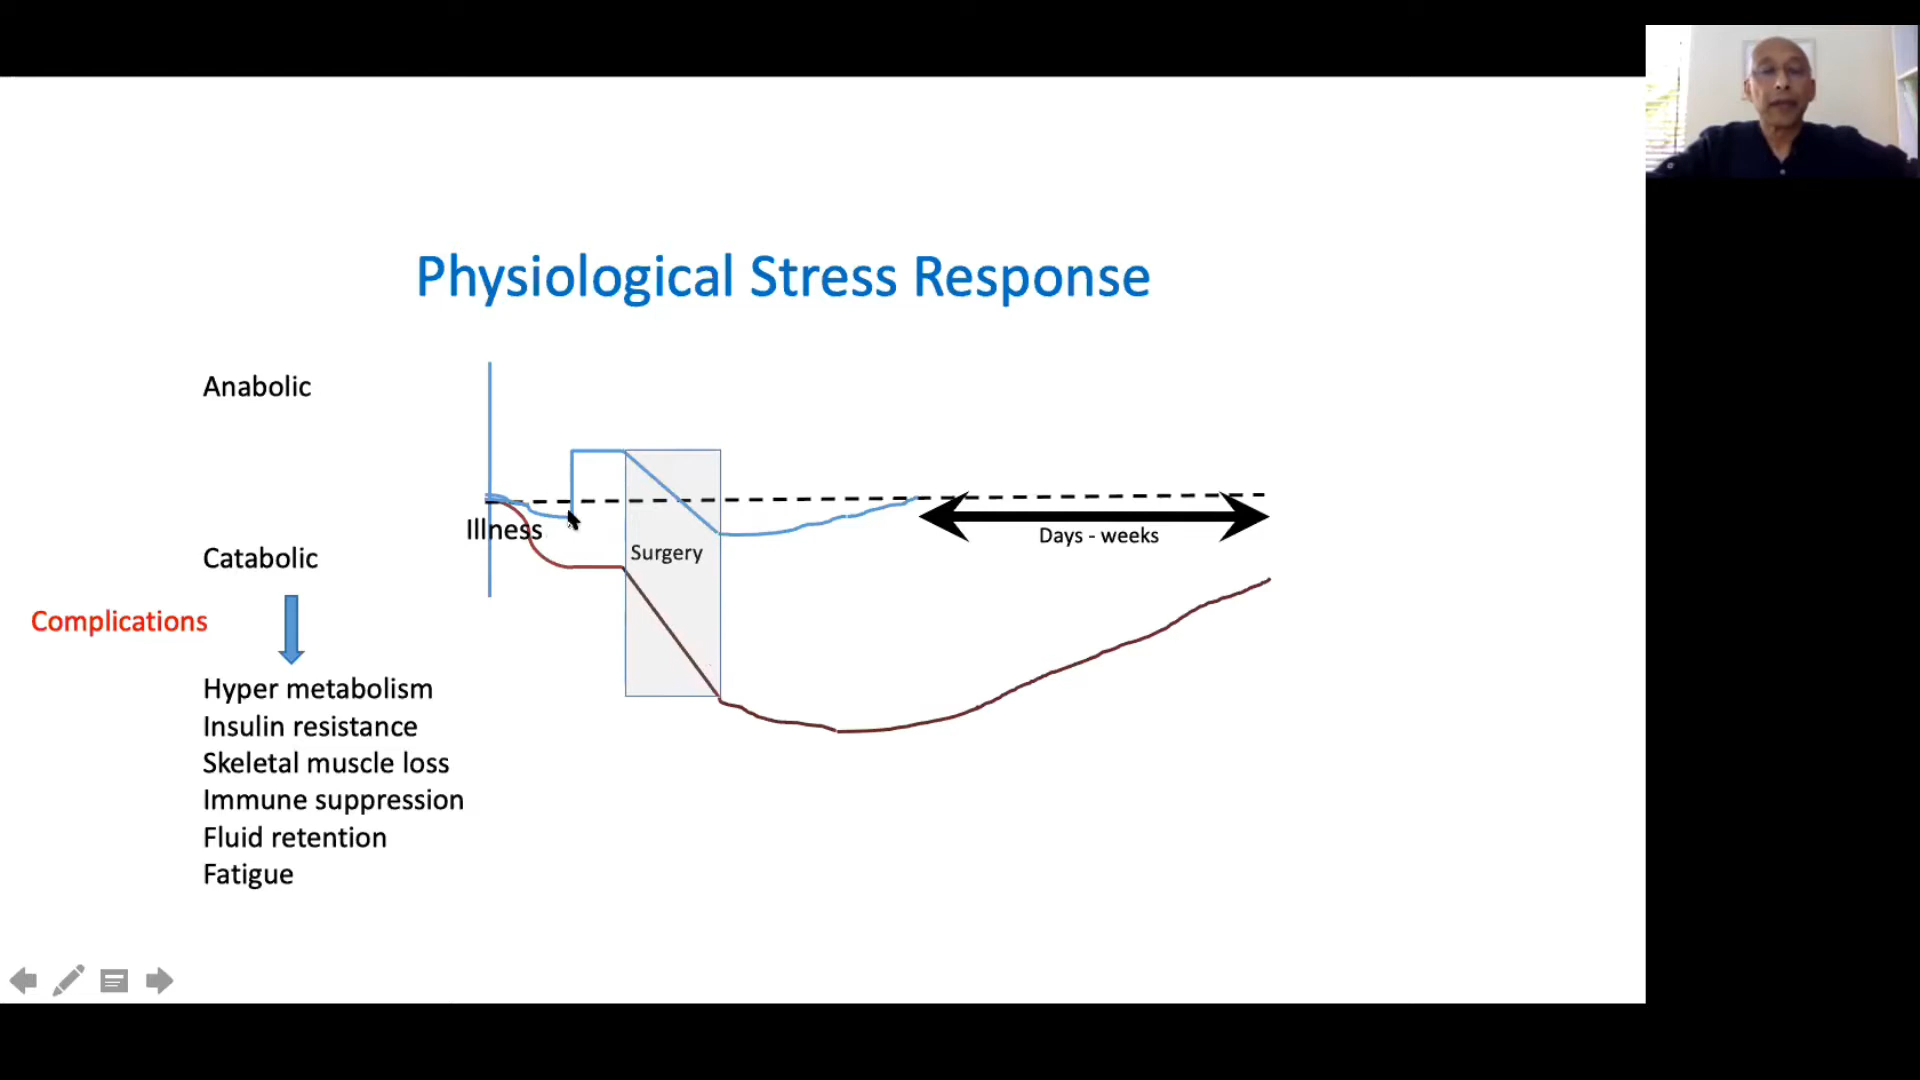 Physiological Stress Response
Anabolic
Illness
Surgery
Days - weeks
Catabolic
Complications
Hyper metabolism
Insulin resistance
Skeletal muscle loss
Immune suppression
Fluid retention
Fatigue